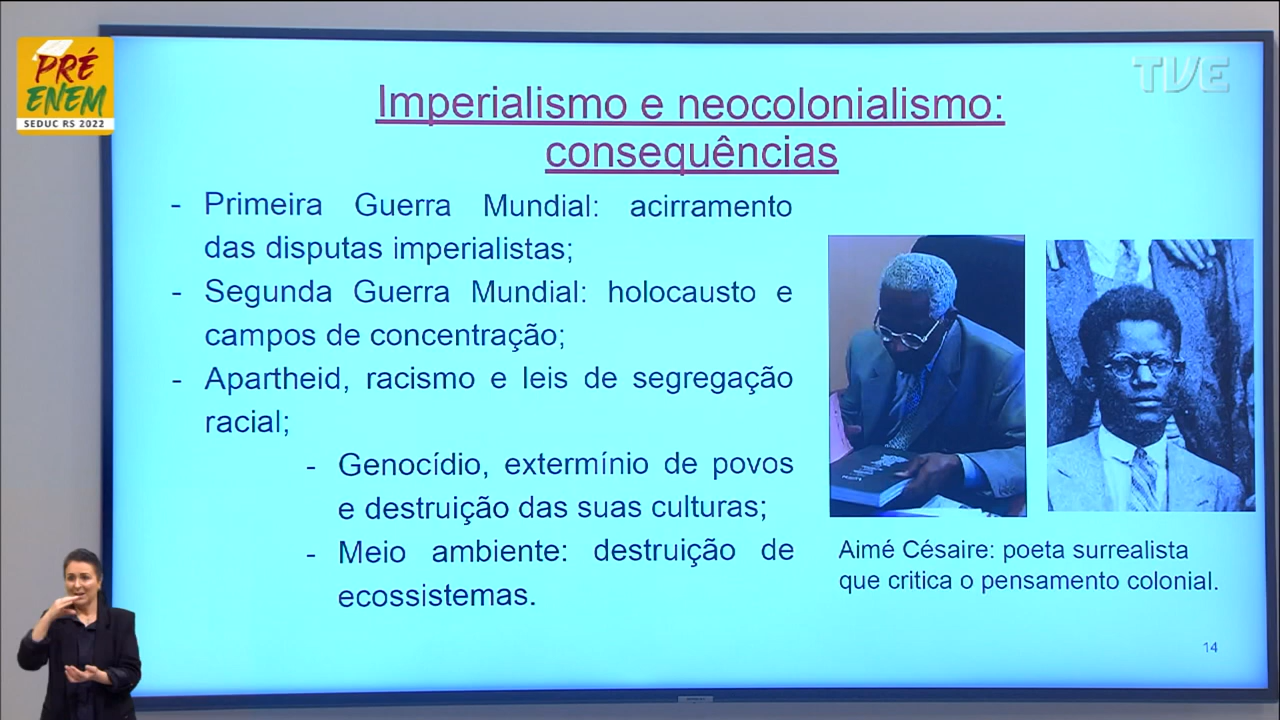 PRÉ
ENEM
SEDUC RS 2022
TVE
Imperialismo e neocolonialismo:
consequências
- Primeira Guerra Mundial: acirramento
das disputas imperialistas;
- Segunda Guerra Mundial: holocausto e
campos de concentração;
- Apartheid, racismo e leis de segregação
racial;
- Genocídio, extermínio de povos
e destruição das suas culturas;
- Meio ambiente: destruição de
ecossistemas.
Aimé Césaire: poeta surrealista
que critica o pensamento colonial.
14